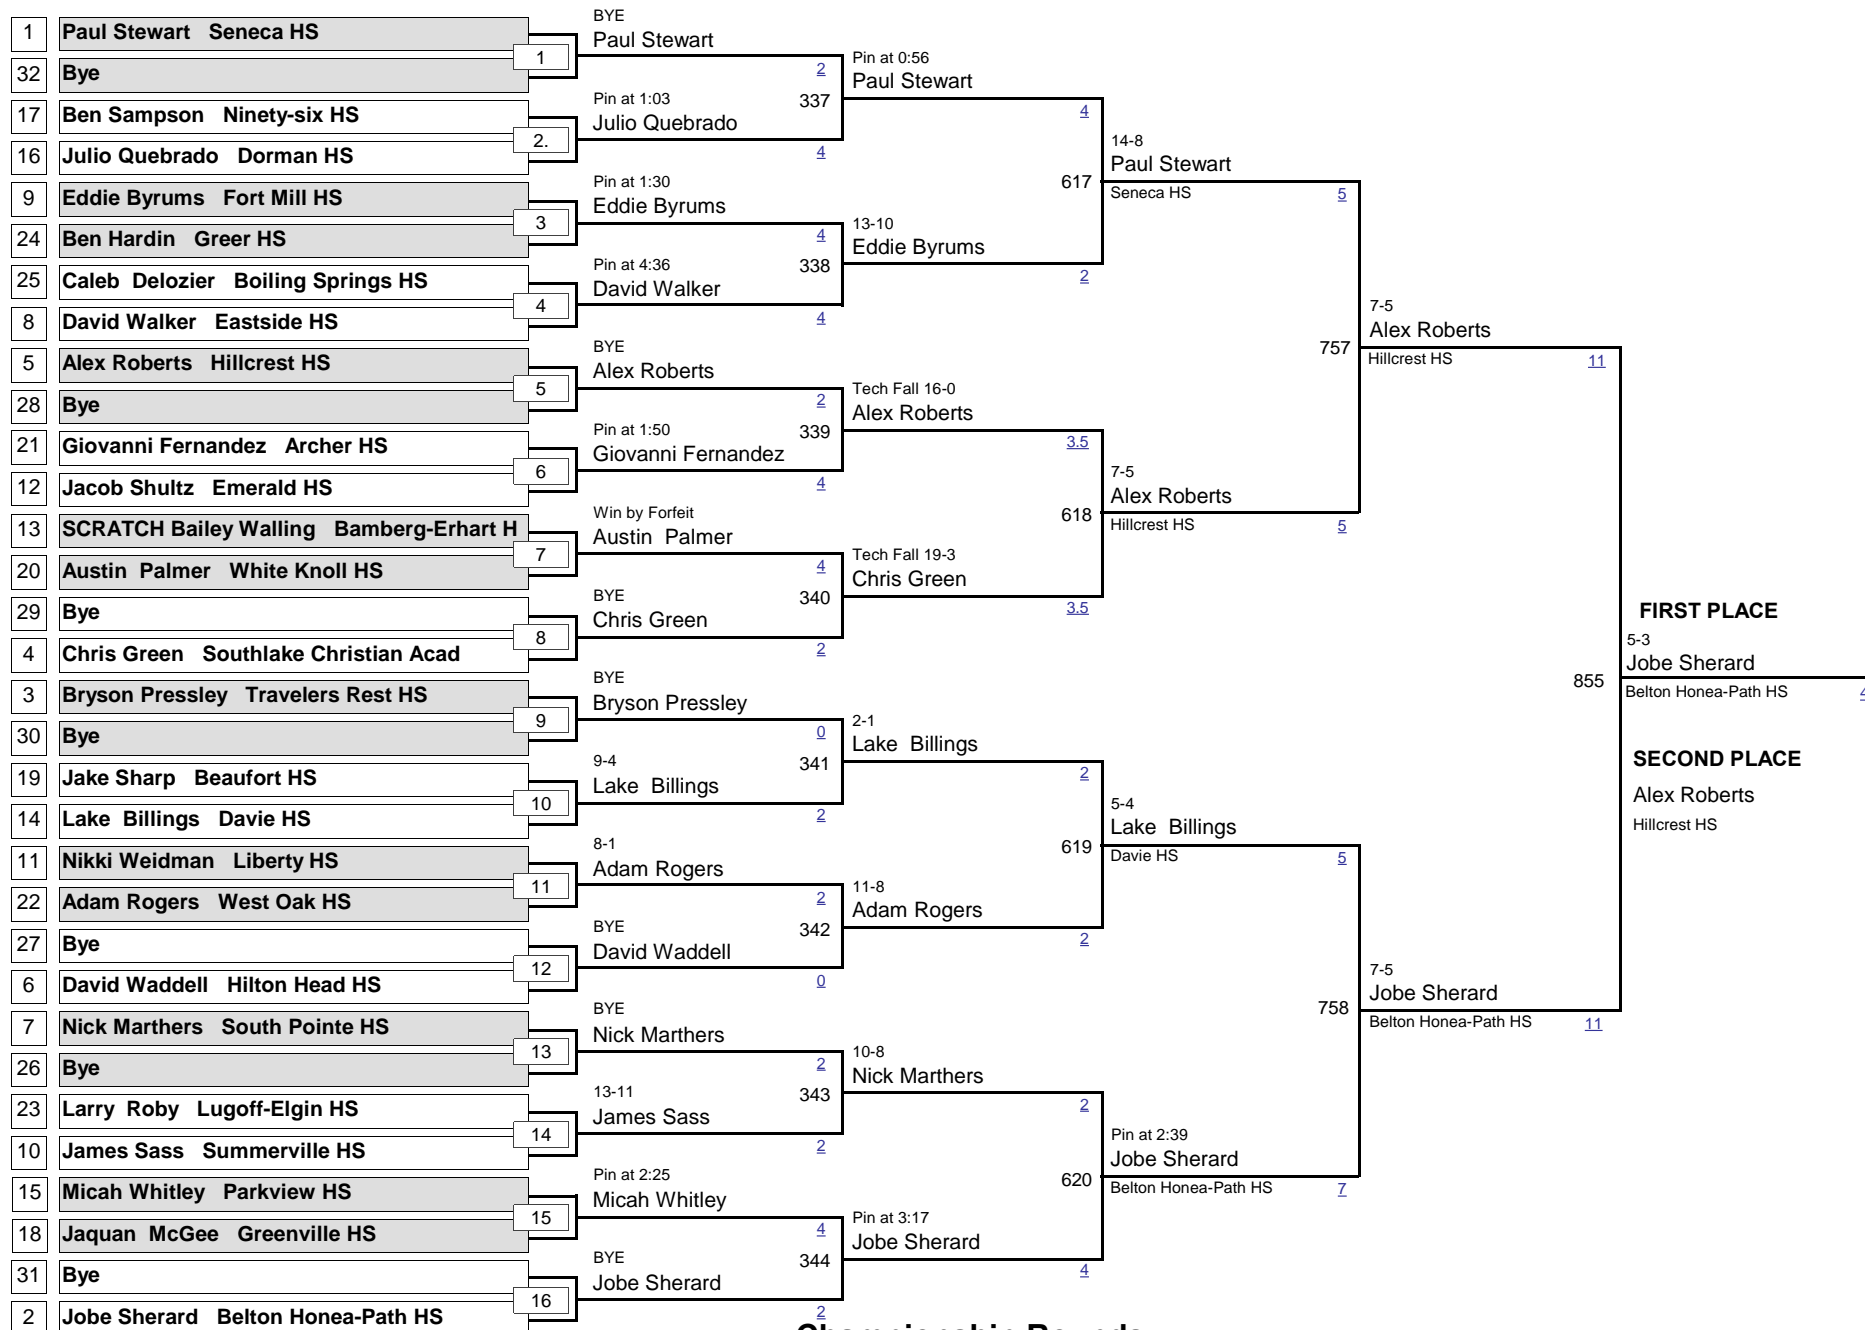 1 Paul Stewart Seneca HS
32 Bye
17 Ben Sampson Ninety-six HS
16 Julio Quebrado Dorman HS
9 Eddie Byrums Fort Mill HS
24 Ben Hardin Greer HS
25 Caleb Delozier Boiling Springs HS
8 David Walker Eastside HS
5 Alex Roberts Hillcrest HS
28 Bye
21 Giovanni Fernandez Archer HS
12 Jacob Shultz Emerald HS
13 SCRATCH Bailey Walling Bamberg-Erhart H
20 Austin Palmer White Knoll HS
29 Bye
4 Chris Green Southlake Christian Acad
3 Bryson Pressley Travelers Rest HS
30 Bye
19 Jake Sharp Beaufort HS
14 Lake Billings Davie HS
11 Nikki Weidman Liberty HS
22 Adam Rogers West Oak HS
27 Bye
6 David Waddell Hilton Head HS
7 Nick Marthers South Pointe HS
26 Bye
23 Larry Roby Lugoff-Elgin HS
10 James Sass Summerville HS
15 Micah Whitley Parkview HS
18 Jaquan McGee Greenville HS
31 Bye
2 Jobe Sherard Belton Honea-Path HS
1
2.
3
4
5
6
7
8
9
10
11
12
13
14
15
16
BYE
Paul Stewart
2
337
Pin at 1:03
Julio Quebrado
4
Pin at 1:30
Eddie Byrums
4
338
Pin at 4:36
David Walker
4
BYE
Alex Roberts
2
339
Pin at 1:50
Giovanni Fernandez
4
Win by Forfeit
Austin Palmer
4
340
BYE
Chris Green
2
BYE
Bryson Pressley
0
341
9-4
Lake Billings
2
8-1
Adam Rogers
2
342
BYE
David Waddell
0
BYE
Nick Marthers
2
343
13-11
James Sass
2
Pin at 2:25
Micah Whitley
4
344
BYE
Jobe Sherard
2
Pin at 0:56
Paul Stewart
4
617
13-10
Eddie Byrums
2
Tech Fall 16-0
Alex Roberts
3.5
618
Tech Fall 19-3
Chris Green
3.5
2-1
Lake Billings
2
619
11-8
Adam Rogers
2
10-8
Nick Marthers
2
620
Pin at 3:17
Jobe Sherard
4
14-8
Paul Stewart
Seneca HS
5
757
7-5
Alex Roberts
Hillcrest HS
5
5-4
Lake Billings
Davie HS
5
758
Pin at 2:39
Jobe Sherard
Belton Honea-Path HS
7
7-5
Alex Roberts
Hillcrest HS
11
855
7-5
Jobe Sherard
Belton Honea-Path HS
11
FIRST PLACE
5-3
Jobe Sherard
Belton Honea-Path HS
4
SECOND PLACE
Alex Roberts
Hillcrest HS
Championship Rounds